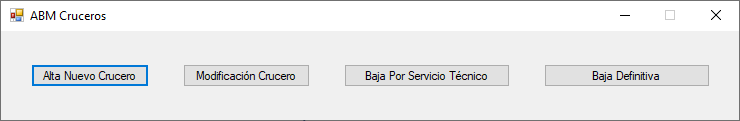 ABM Cruceros
Alta Nuevo Crucero
Modificación Crucero
Baja Por Servicio Técnico
Baja Definitiva